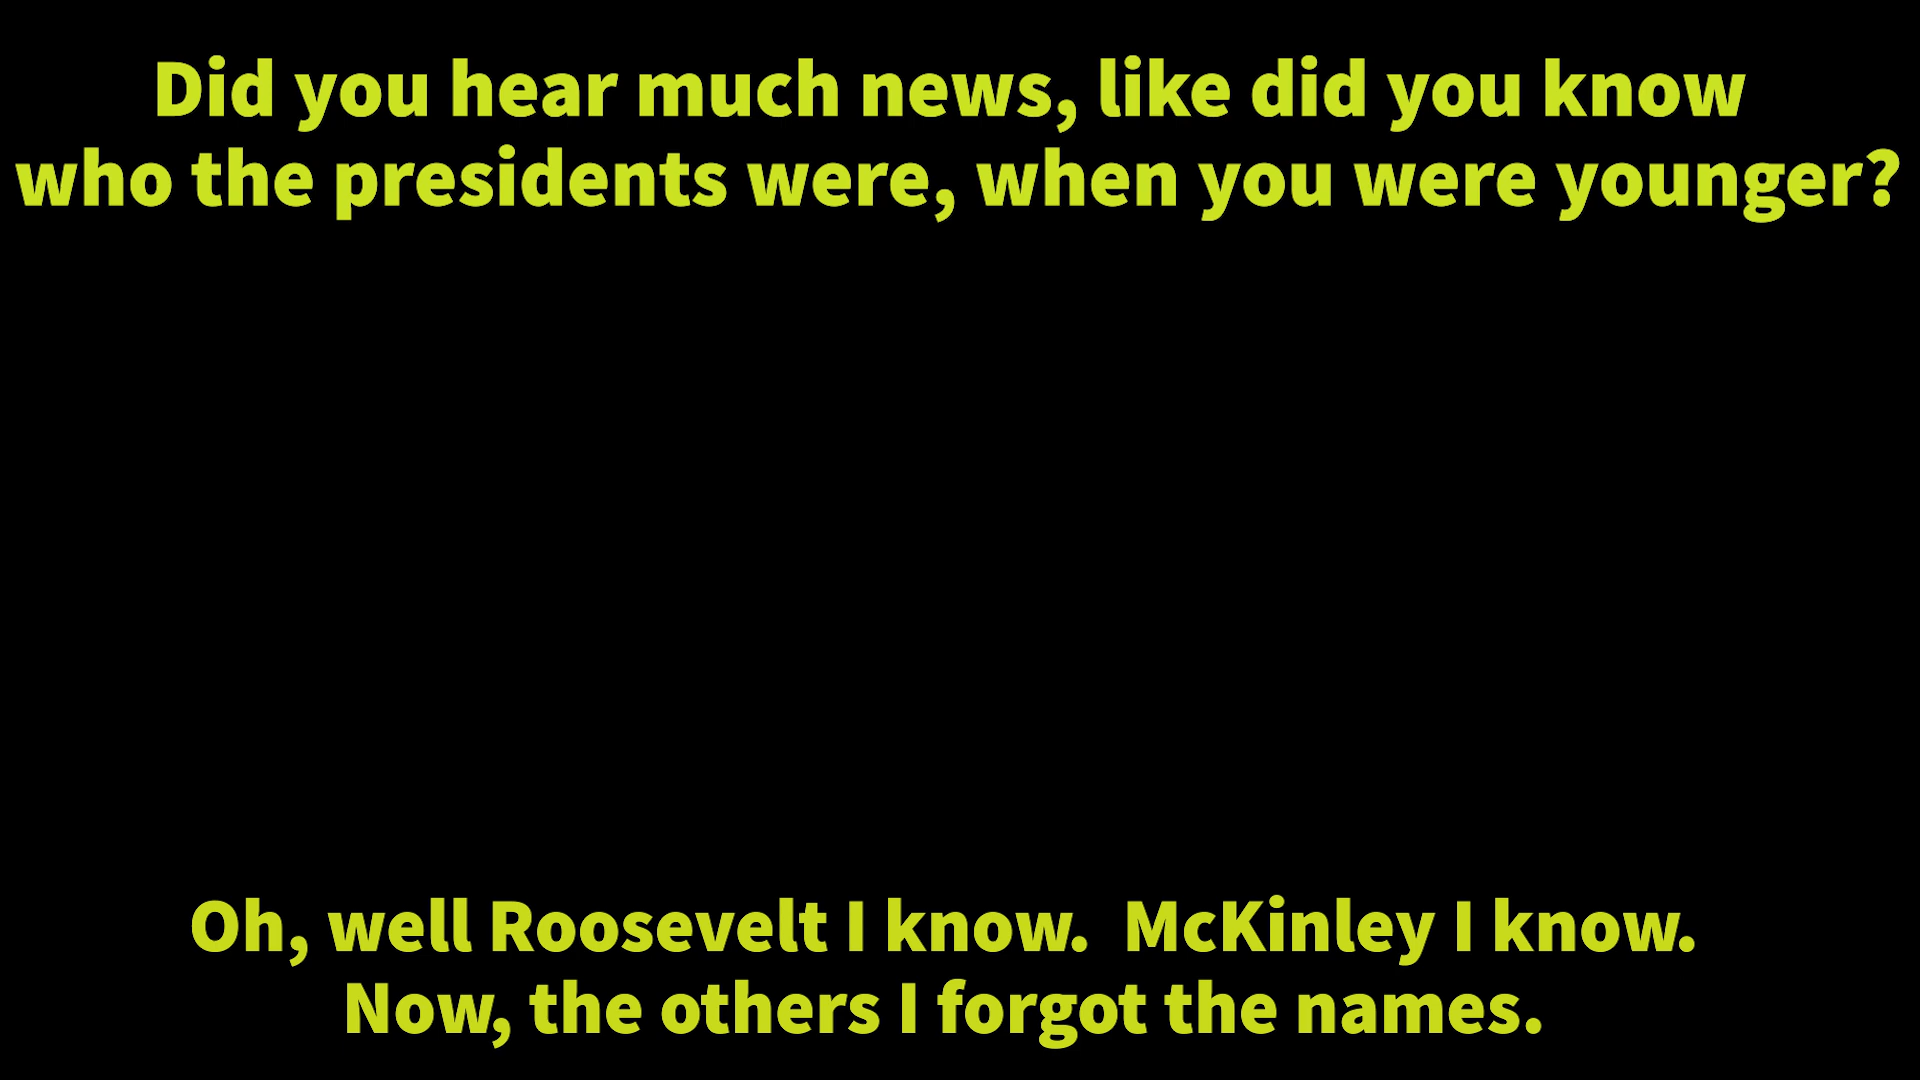 Did you hear much news, like did you know
who the presidents were, when you were younger?
Oh, well Roosevelt I know.  McKinley I know.
Now, the others I forgot the names.